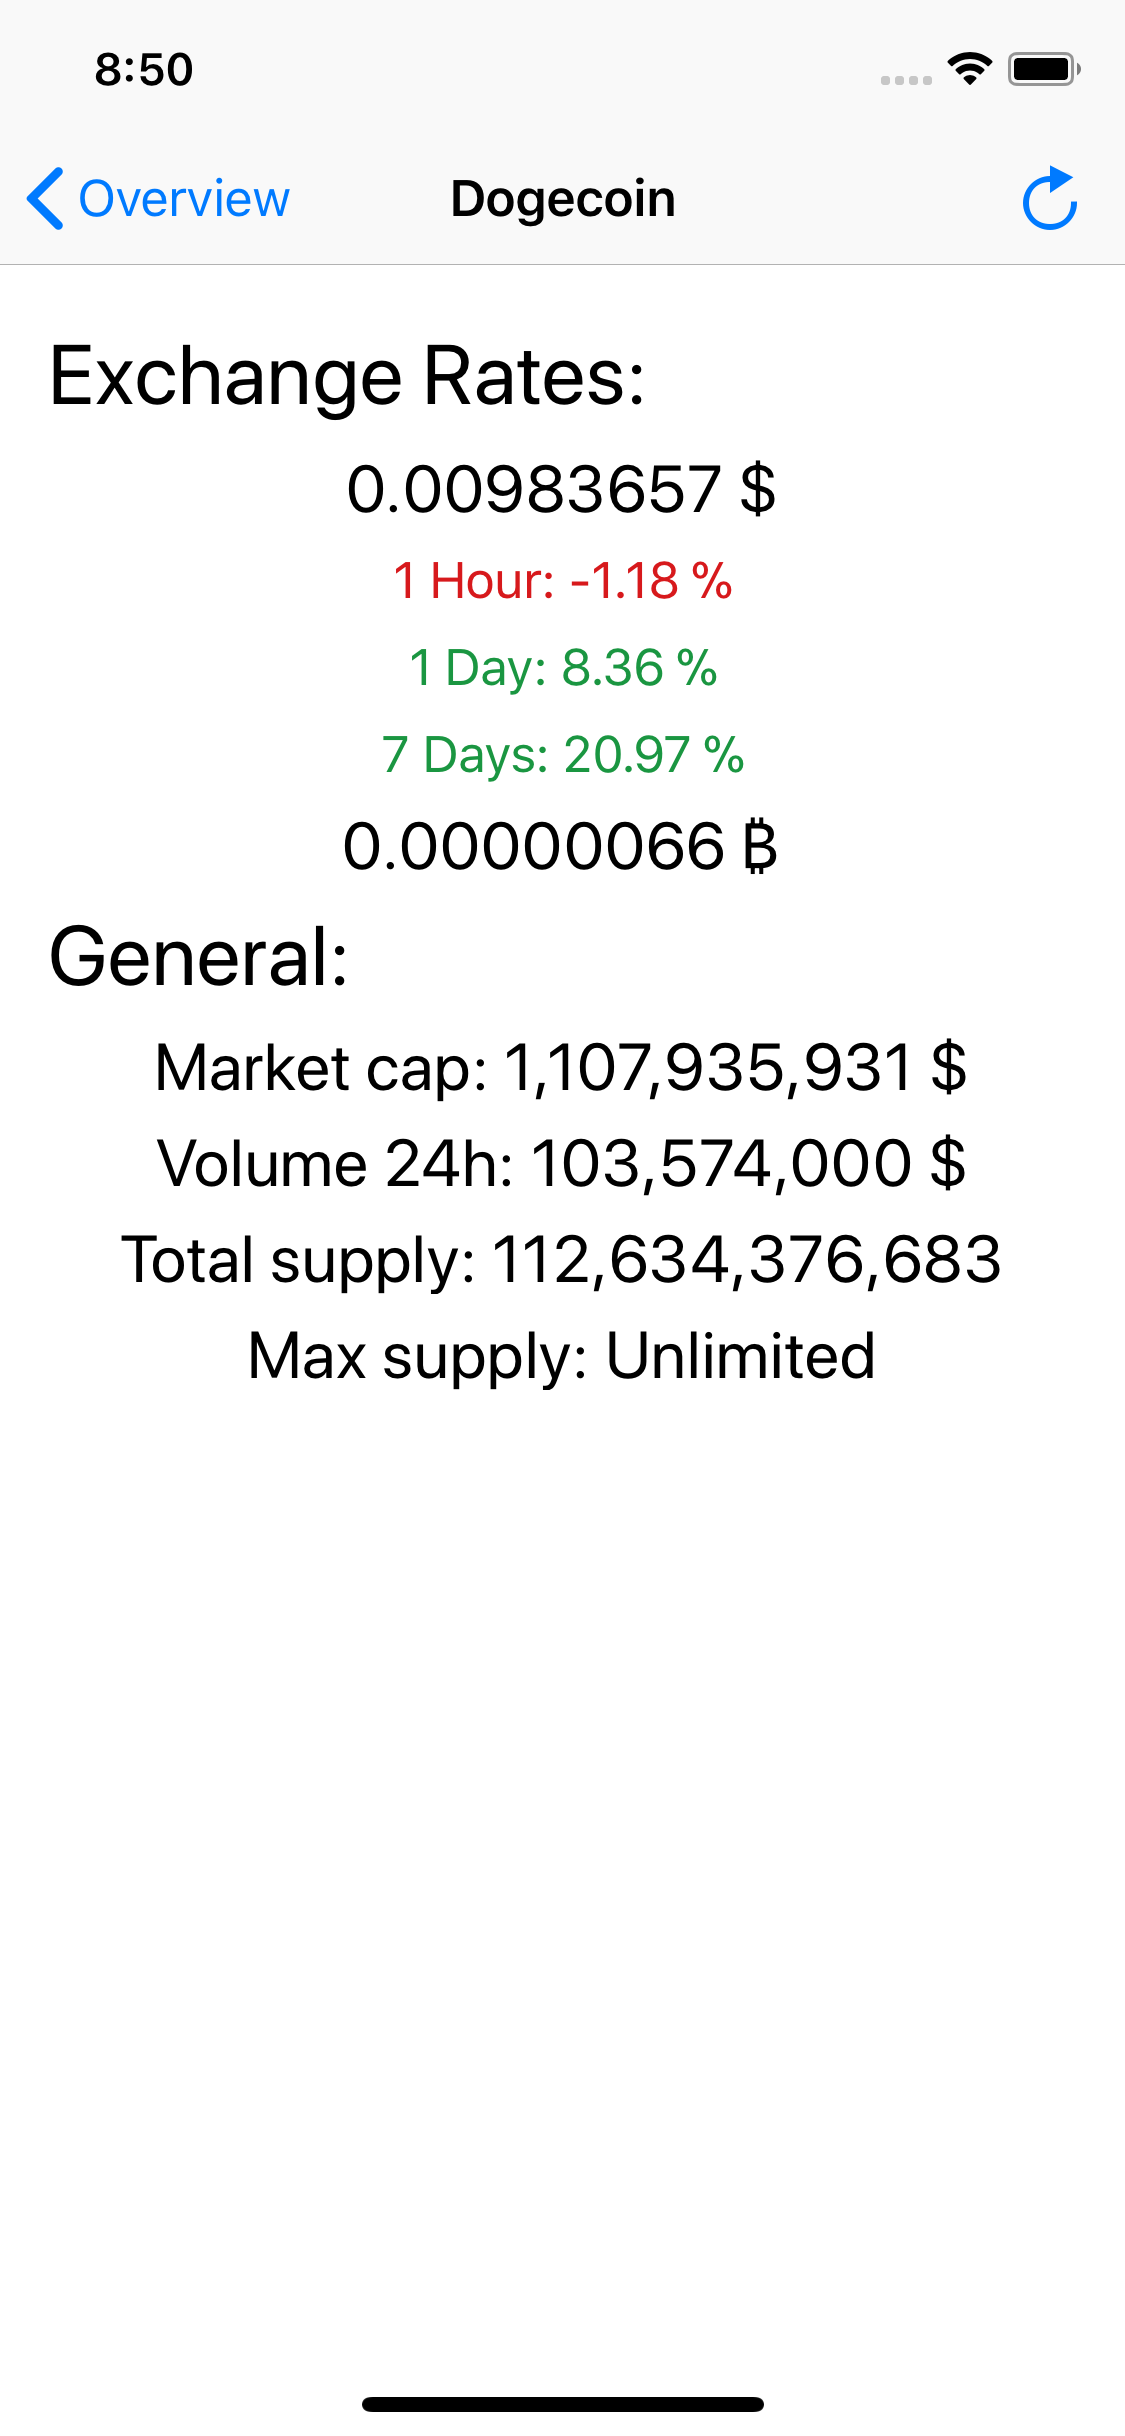 8:50
Overview
Dogecoin
Exchange Rates:
0.00983657 $
1 Hour: -1.18 %
1 Day: 8.36 %
7 Days: 20.97 %
0.00000066 ₿
General:
Market cap: 1,107,935,931 $
Volume 24h: 103,574,000 $
Total supply: 112,634,376,683
Max supply: Unlimited